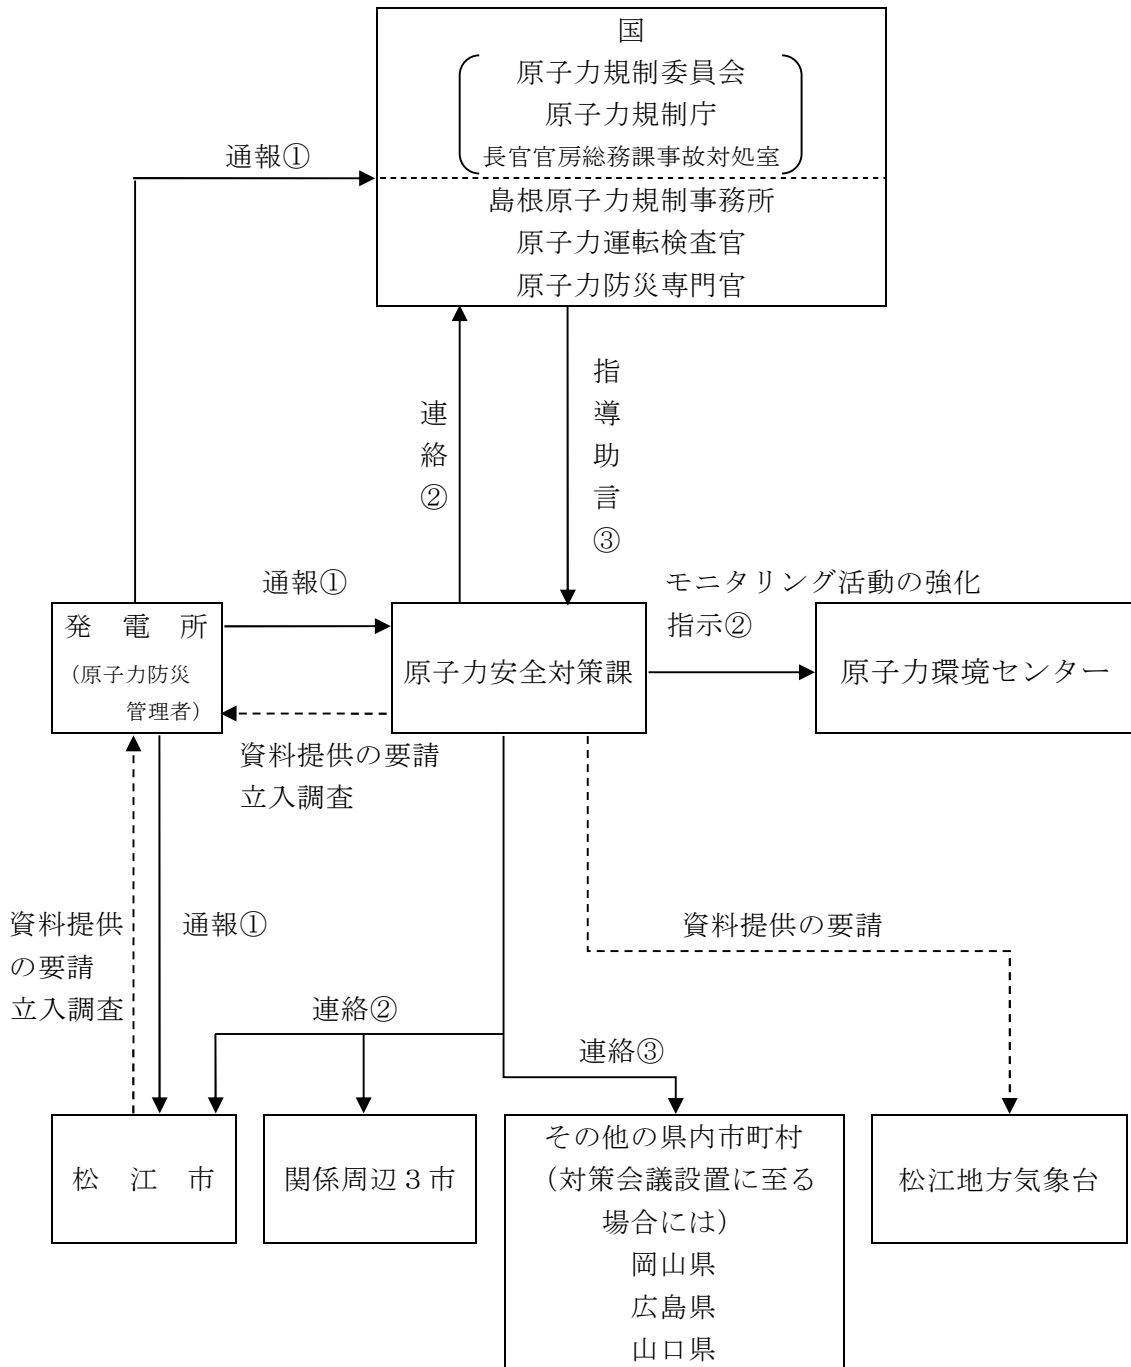 国
原子力規制委員会
原子力規制庁
長官官房総務課事故対処室
通報①
島根原子力規制事務所
原子力運転検査官
原子力防災専門官
連絡②
指導助言③
通報①
モニタリング活動の強化
指示②
発電所
(原子力防災
管理者)
原子力安全対策課
原子力環境センター
資料提供の要請
立入調査
資料提供
の要請
立入調査
通報①
資料提供の要請
連絡②
連絡③
松江市
関係周辺3市
その他の県内市町村
(対策会議設置に至る
場合には)
岡山県
広島県
山口県
松江地方気象台